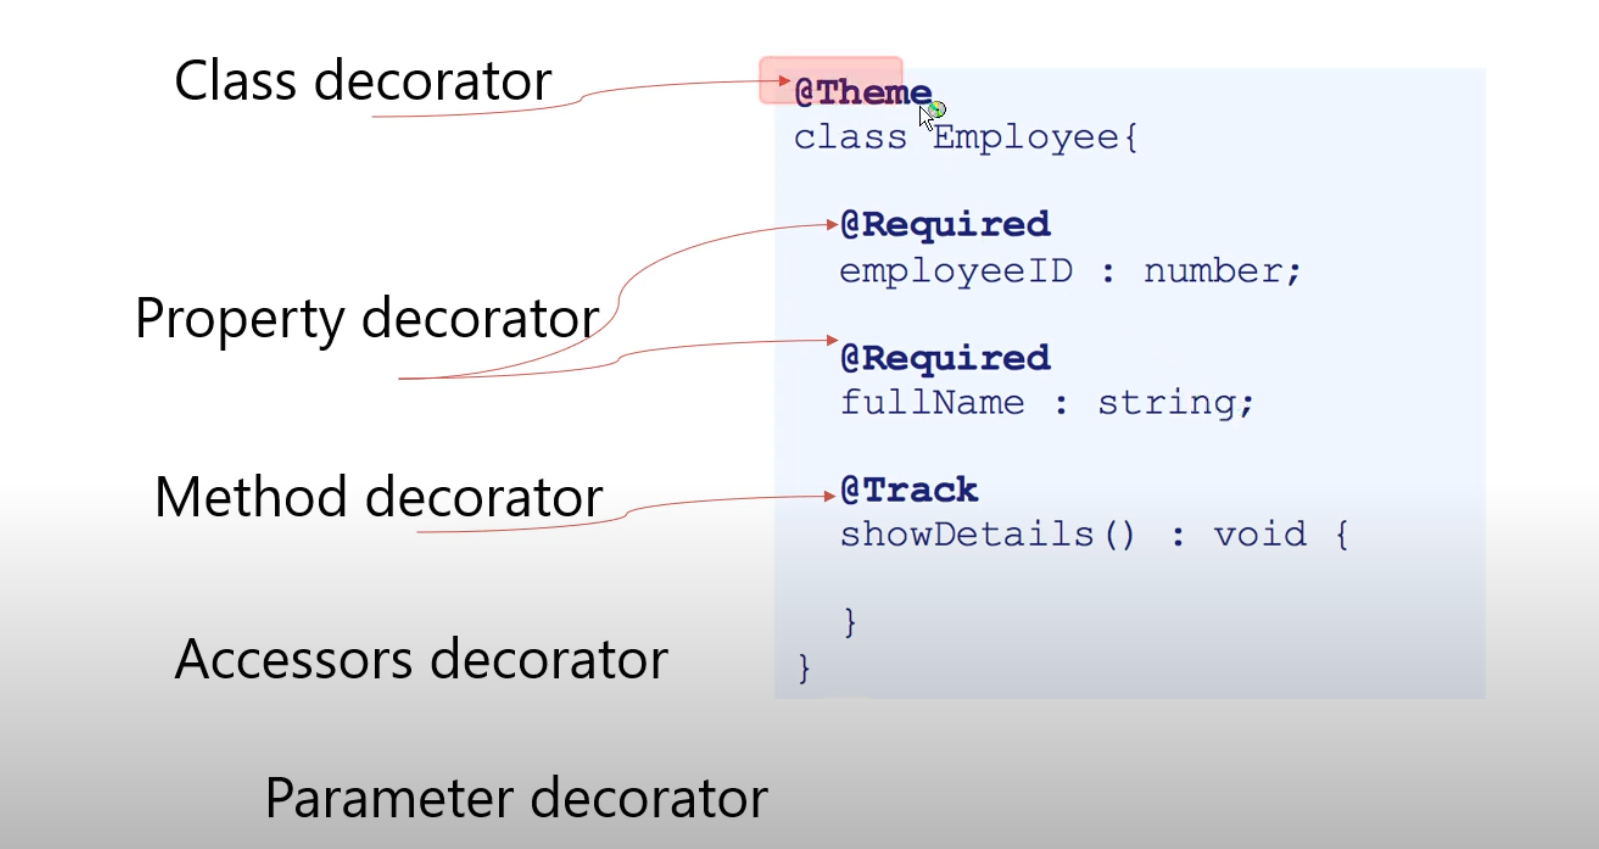 Class decorator
@Theme
class Employee{
@Required
employeeID : number;
Property decorator
@Required
fullName : string;
Method decorator
@Track
showDetails() : void {
}
Accessors decorator
}
Parameter decorator